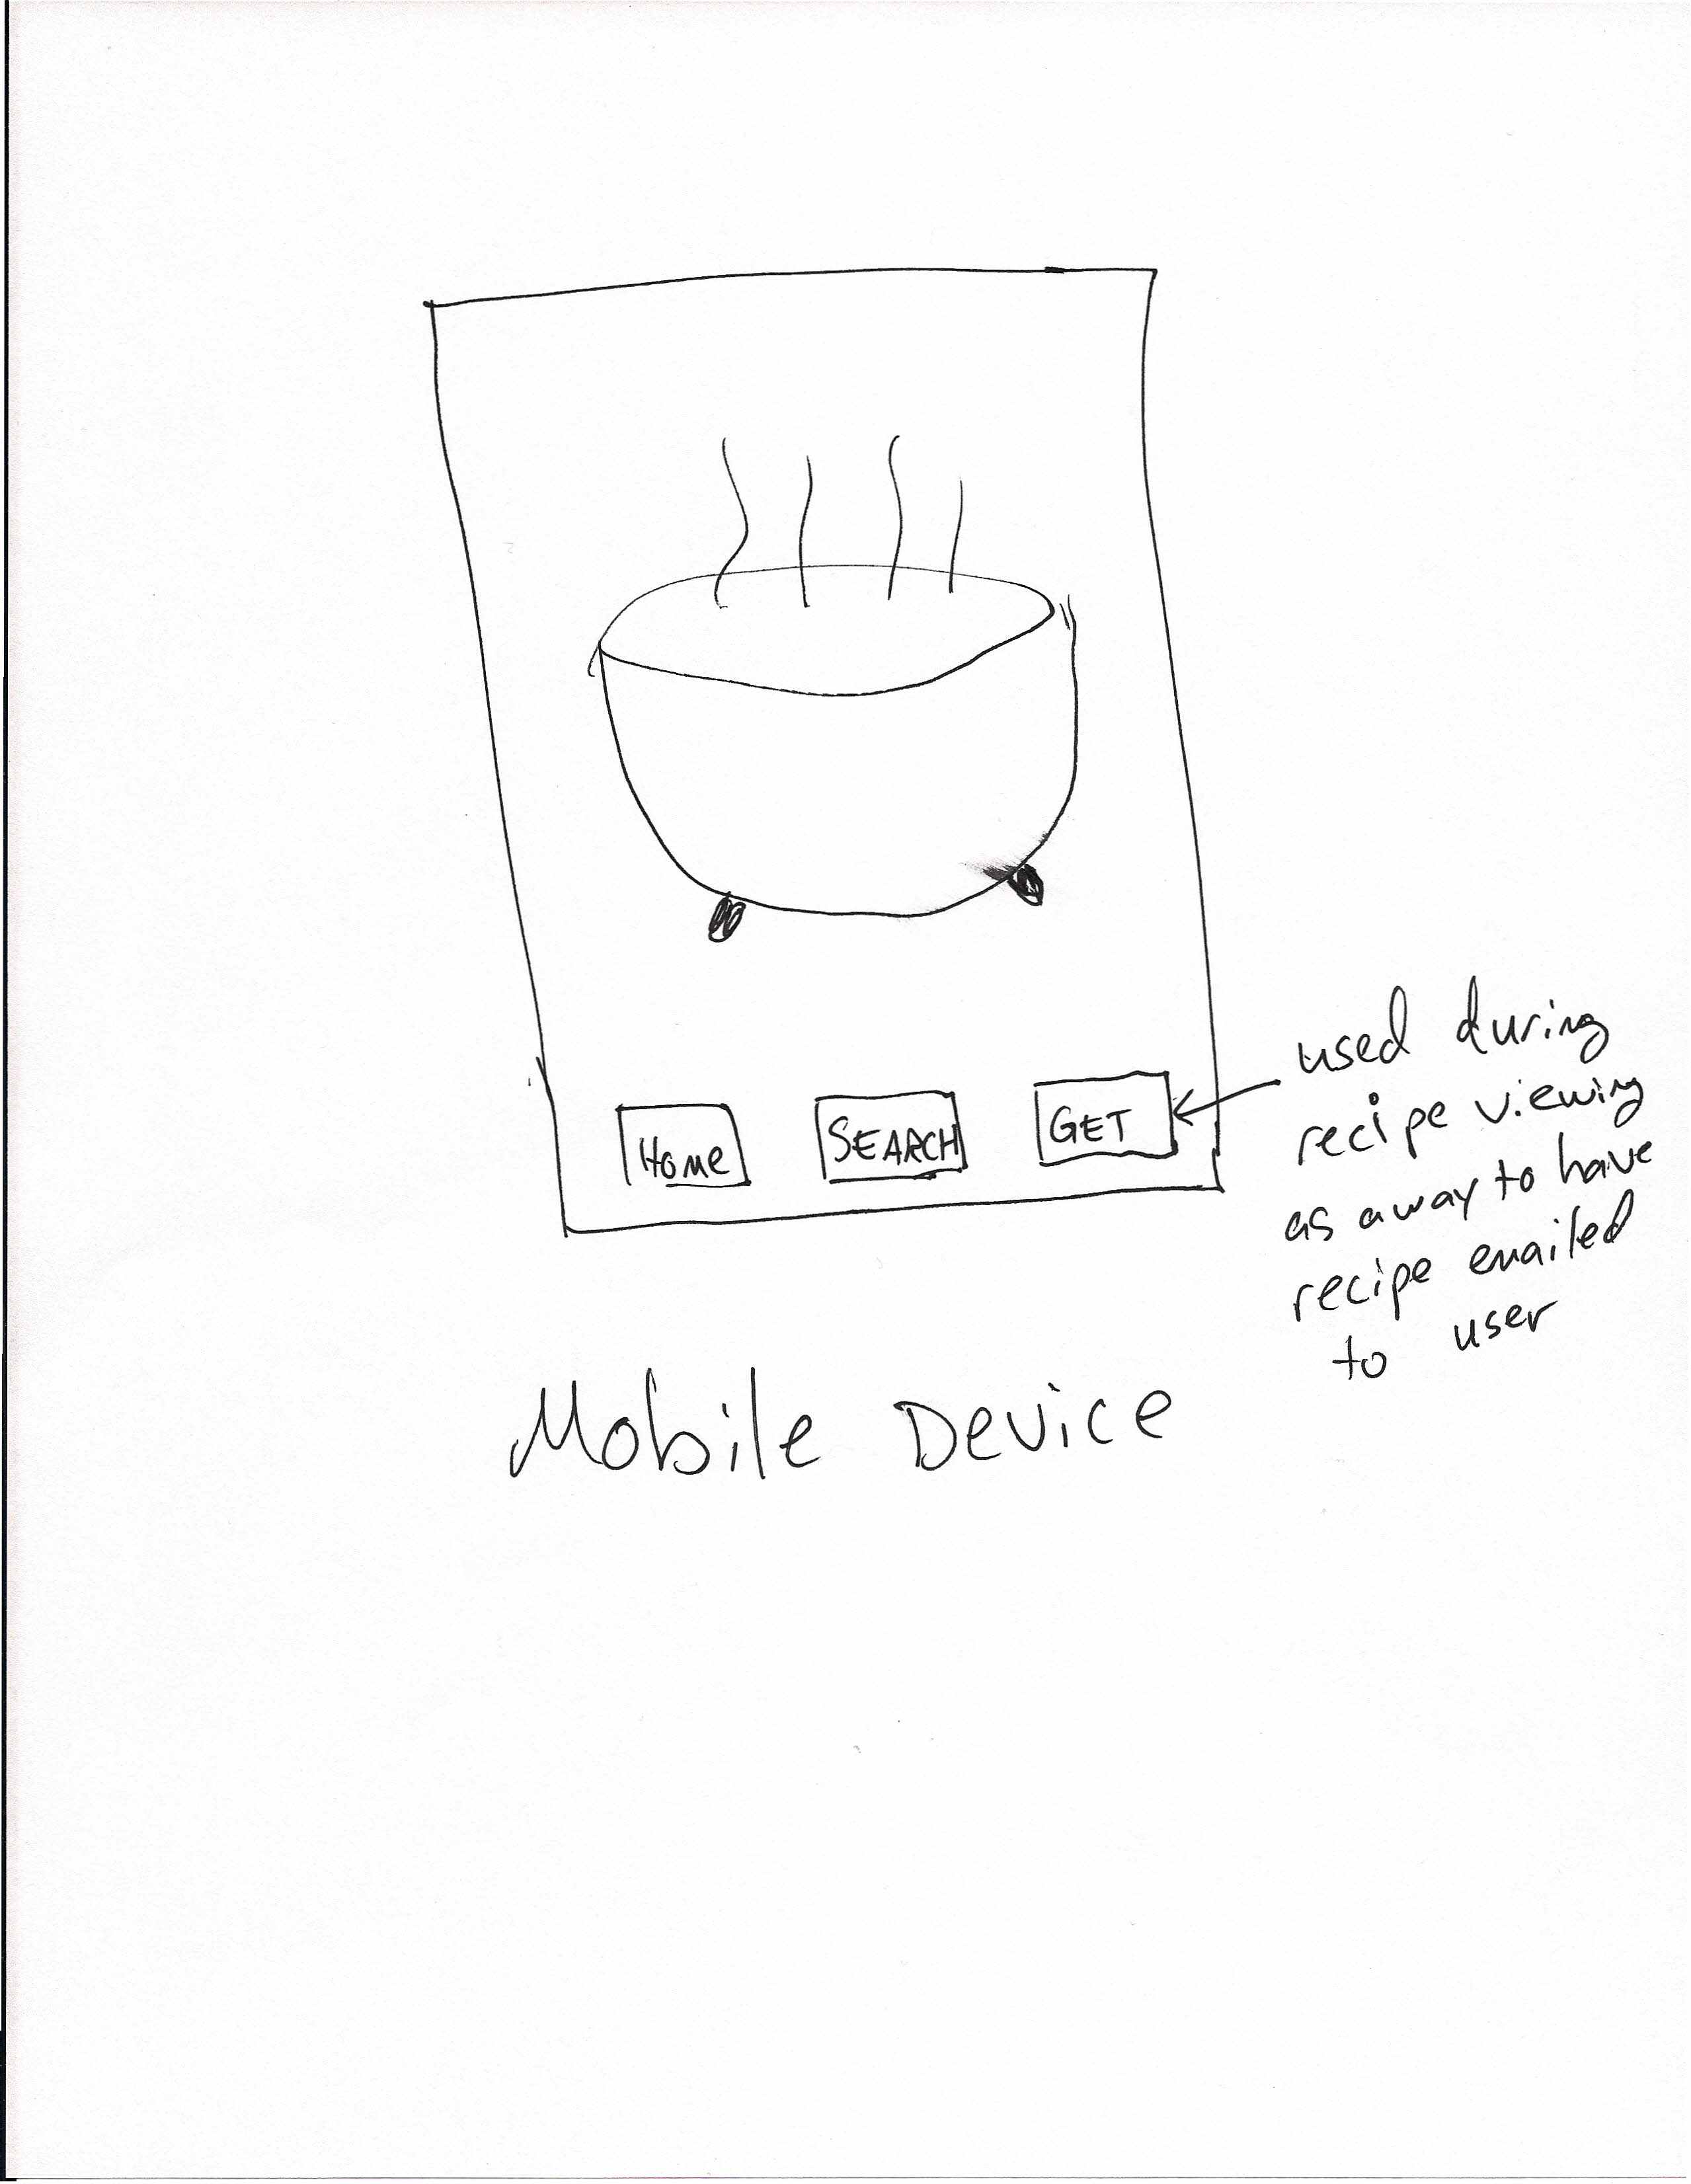 Home
SEARCH
GET
used during
recipe viewing
as away to have
recipe emailed
to user
Mobile Device